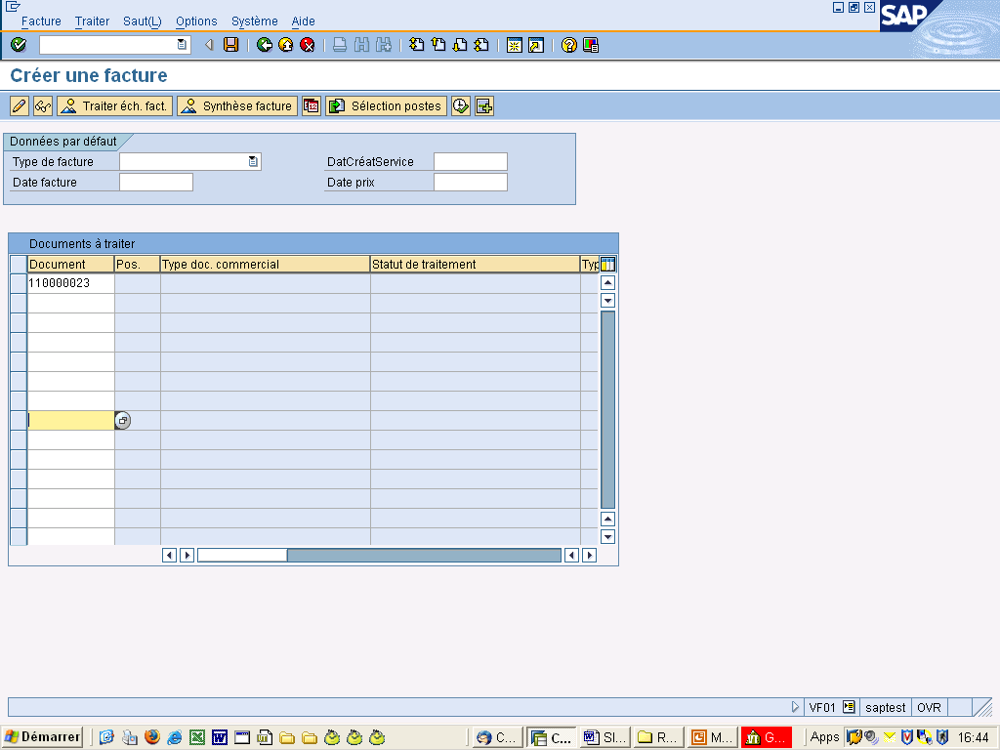 Facture Traiter Saut(L) Options Système Aide
SAP
Créer une facture
Traiter éch. fact. Synthèse facture Sélection postes
Données par défaut
Type de facture DatCréatService
Date facture Date prix
Documents à traiter
Document Pos. Type doc. commercial Statut de traitement Typ
110000023
VF01 saptest OVR
Démarrer C... C... Sl... R... M... G... Apps 16:44